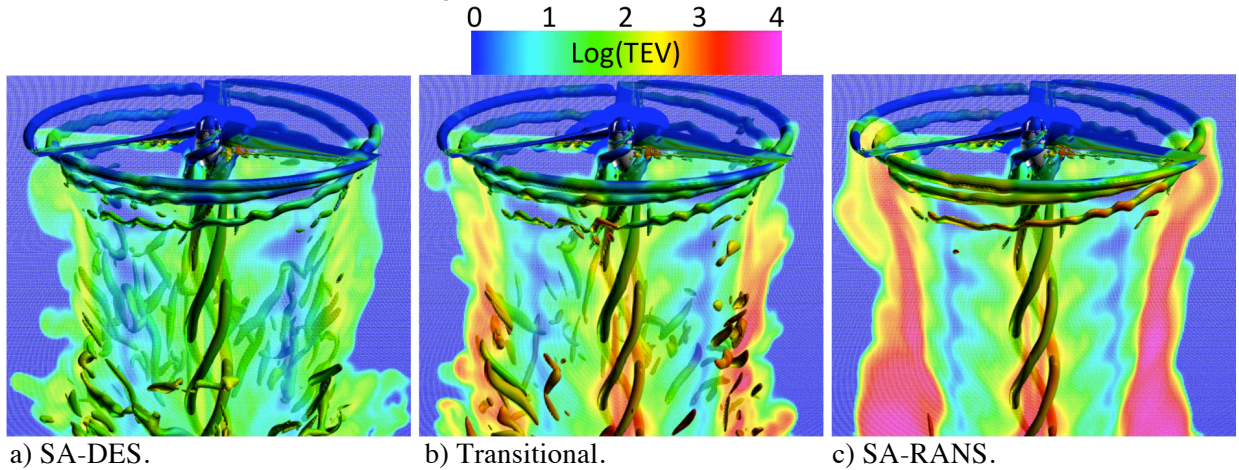 0 1 2 3 4
Log(TEV)
a) SA-DES. b) Transitional. c) SA-RANS.